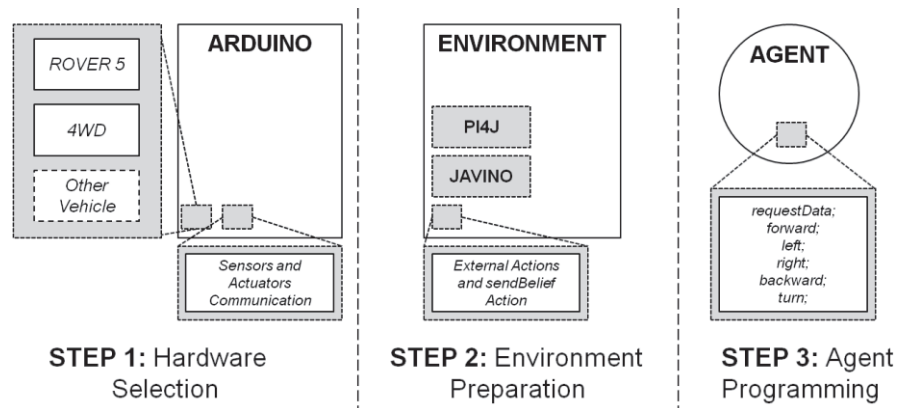 ARDUINO
ROVER 5
4WD
Other
Vehicle
Sensors and
Actuators
Communication
STEP 1: Hardware
Selection
ENVIRONMENT
PI4J
JAVINO
External Actions
and sendBelief
Action
STEP 2: Environment
Preparation
AGENT
requestData;
forward;
left;
right;
backward;
turn;
STEP 3: Agent
Programming